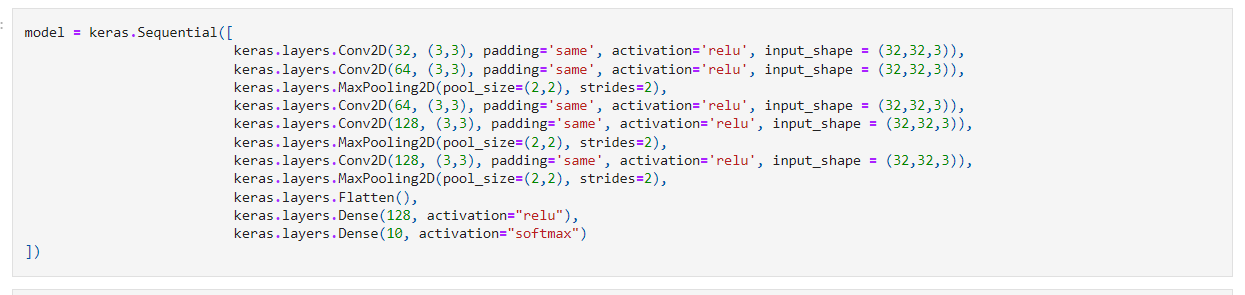 model = keras.Sequential([
keras.layers.Conv2D(32, (3,3), padding='same', activation='relu', input_shape = (32,32,3)),
keras.layers.Conv2D(64, (3,3), padding='same', activation='relu', input_shape = (32,32,3)),
keras.layers.MaxPooling2D(pool_size=(2,2), strides=2),
keras.layers.Conv2D(64, (3,3), padding='same', activation='relu', input_shape = (32,32,3)),
keras.layers.Conv2D(128, (3,3), padding='same', activation='relu', input_shape = (32,32,3)),
keras.layers.MaxPooling2D(pool_size=(2,2), strides=2),
keras.layers.Conv2D(128, (3,3), padding='same', activation='relu', input_shape = (32,32,3)),
keras.layers.MaxPooling2D(pool_size=(2,2), strides=2),
keras.layers.Flatten(),
keras.layers.Dense(128, activation="relu"),
keras.layers.Dense(10, activation="softmax")
])